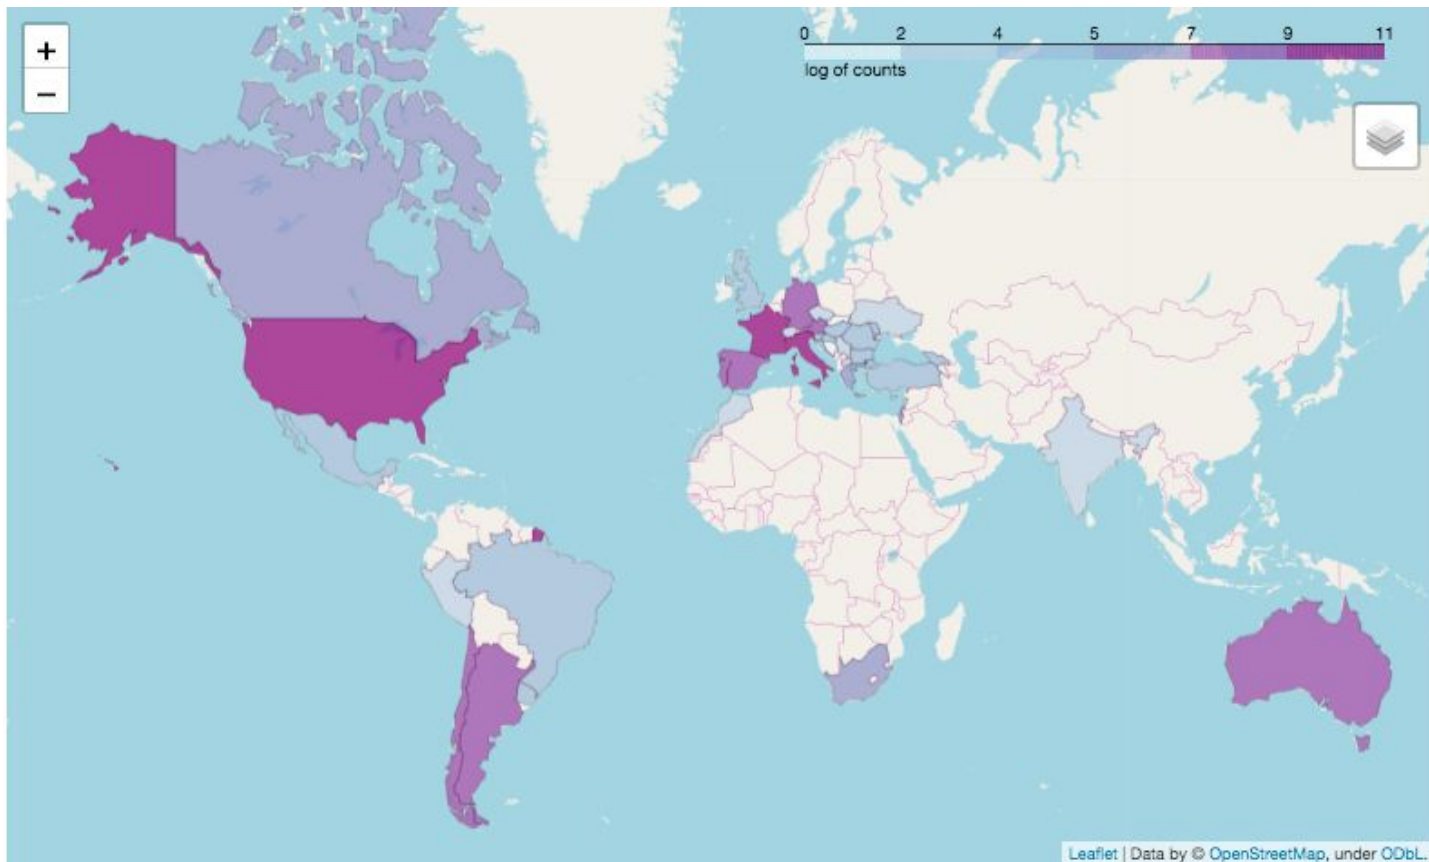 +
−
0 2 4 5 7 9 11
log of counts
Leaflet | Data by © OpenStreetMap, under ODbL.